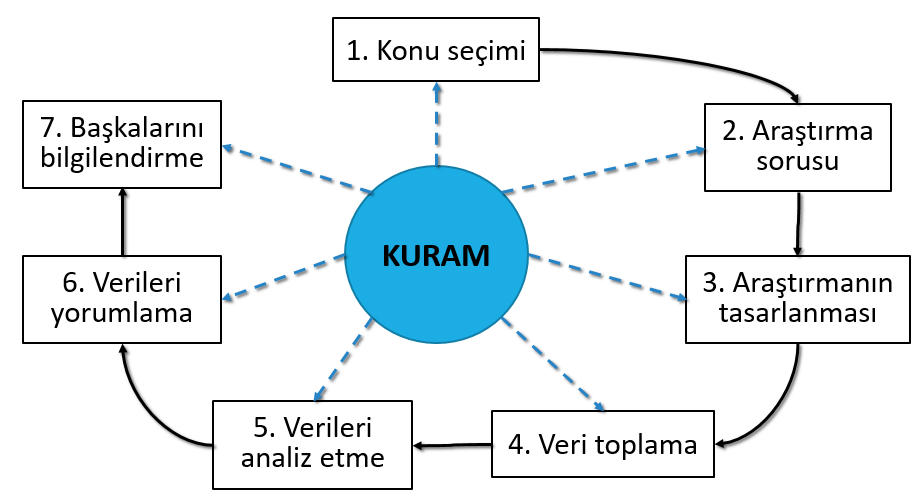 1. Konu seçimi
2. Araştırma
sorusu
3. Araştırmanın
tasarlanması
4. Veri toplama
5. Verileri
analiz etme
6. Verileri
yorumlama
7. Başkalarını
bilgilendirme
KURAM